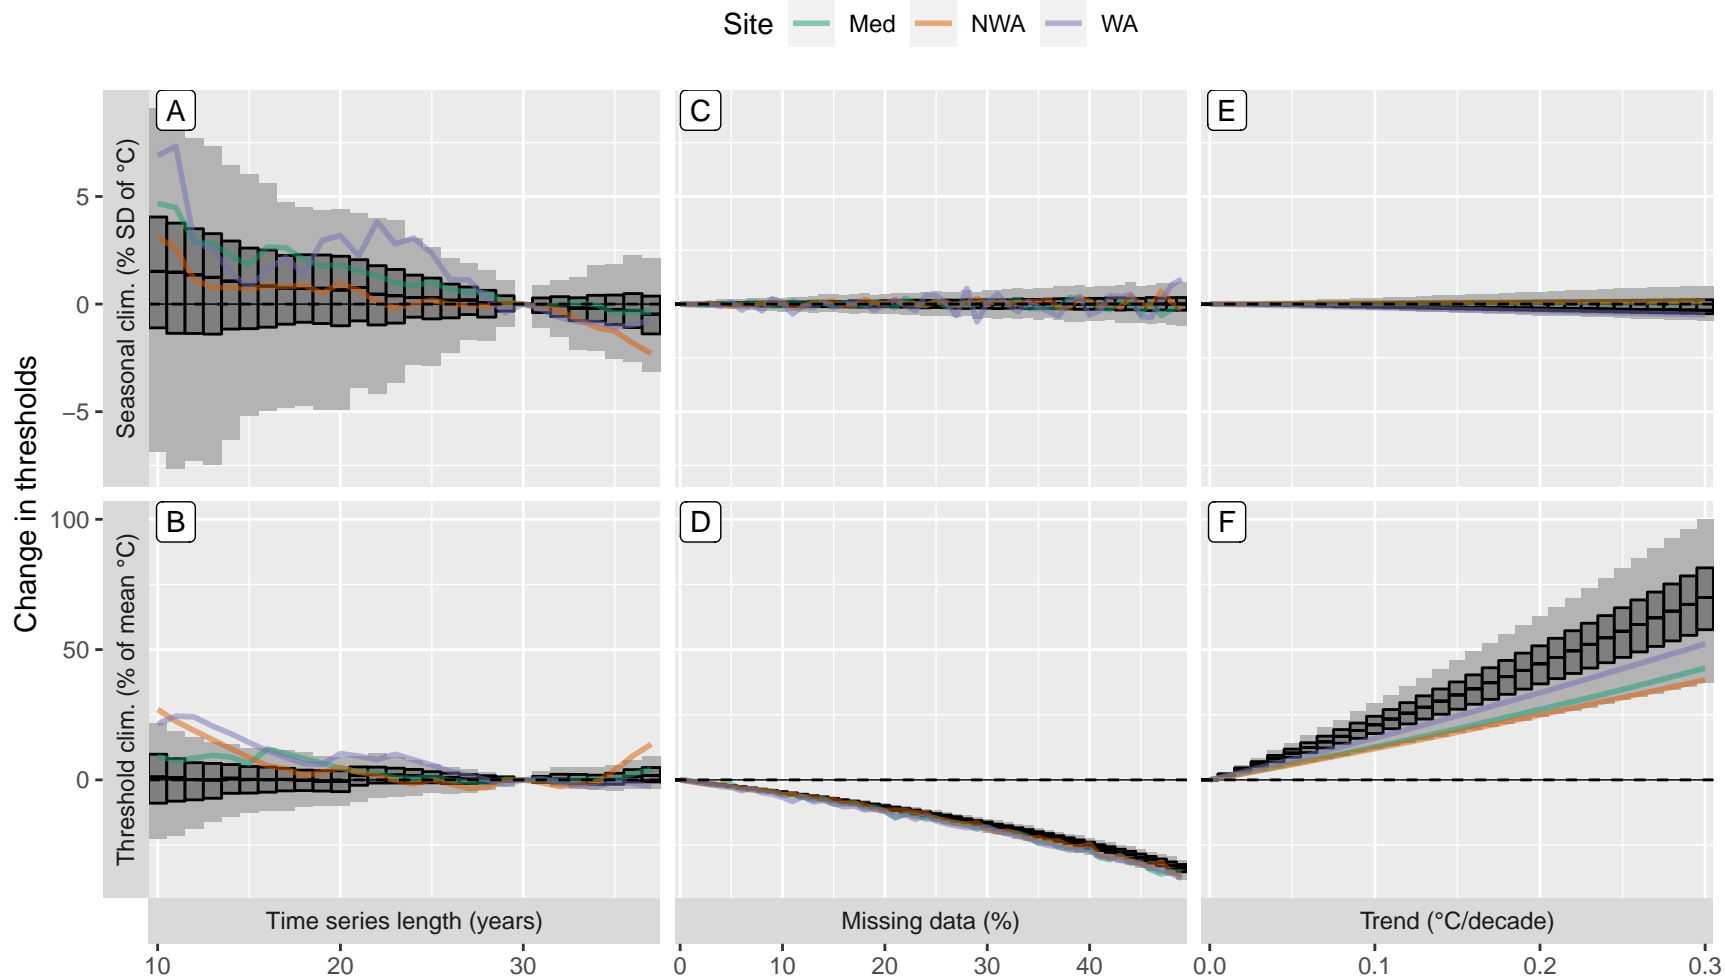 Site Med NWA WA
Change in thresholds
Seasonal clim. (% SD of °C)
Threshold clim. (% of mean °C)
A
C
E
5
0
−5
B
D
F
100
50
0
Time series length (years)
Missing data (%)
Trend (°C/decade)
10 20 30
0 10 20 30 40
0.0 0.1 0.2 0.3